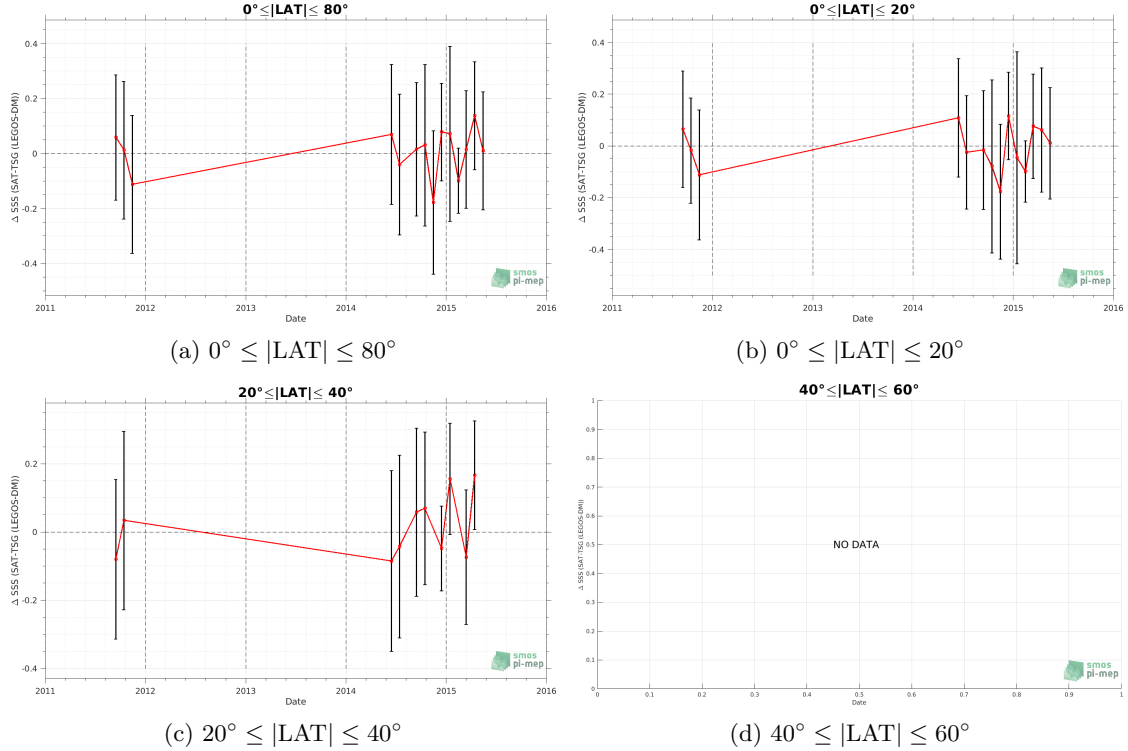 0°≤|LAT|≤ 80°
Δ SSS (SAT-TSG (LEGOS-DM))
0.4
0.2
0
-0.2
-0.4
smos
pi-mep
2011 2012 2013 2014 2015 2016
Date
(a) 0° ≤ |LAT| ≤ 80°
0°≤|LAT|≤ 20°
Δ SSS (SAT-TSG (LEGOS-DM))
0.4
0.2
0
-0.2
-0.4
smos
pi-mep
2011 2012 2013 2014 2015 2016
Date
(b) 0° ≤ |LAT| ≤ 20°
20°≤|LAT|≤ 40°
Δ SSS (SAT-TSG (LEGOS-DM))
0.2
0
-0.2
-0.4
smos
pi-mep
2011 2012 2013 2014 2015 2016
Date
(c) 20° ≤ |LAT| ≤ 40°
40°≤|LAT|≤ 60°
Δ SSS (SAT-TSG (LEGOS-DM))
1
0.9
0.8
0.7
0.6
0.5
0.4
0.3
0.2
0.1
0
NO DATA
smos
pi-mep
0 0.1 0.2 0.3 0.4 0.5 0.6 0.7 0.8 0.9 1
Date
(d) 40° ≤ |LAT| ≤ 60°